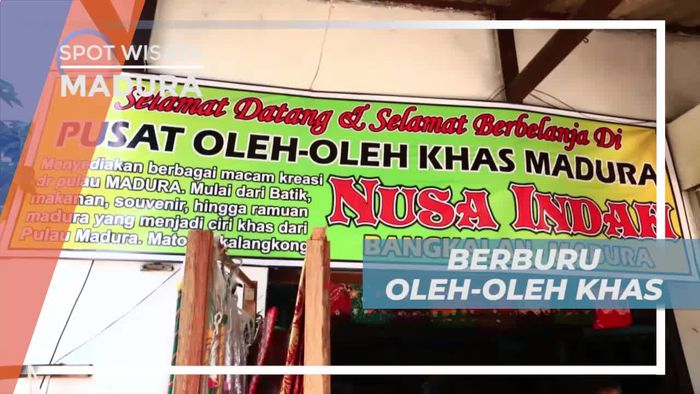 SPOT WISATA
MADURA
Selamat Datang & Selamat Berbelanja Di
PUSAT OLEH-OLEH KHAS MADURA
Menyediakan berbagai macam kreasi
dr pulau MADURA. Mulai dari Batik,
makanan, souvenir, hingga ramuan
madura yang menjadi ciri khas dari
Pulau Madura. Mator kalangkong
NUSA INDAH
BANGKALAN MADURA
BERBURU
OLEH-OLEH KHAS